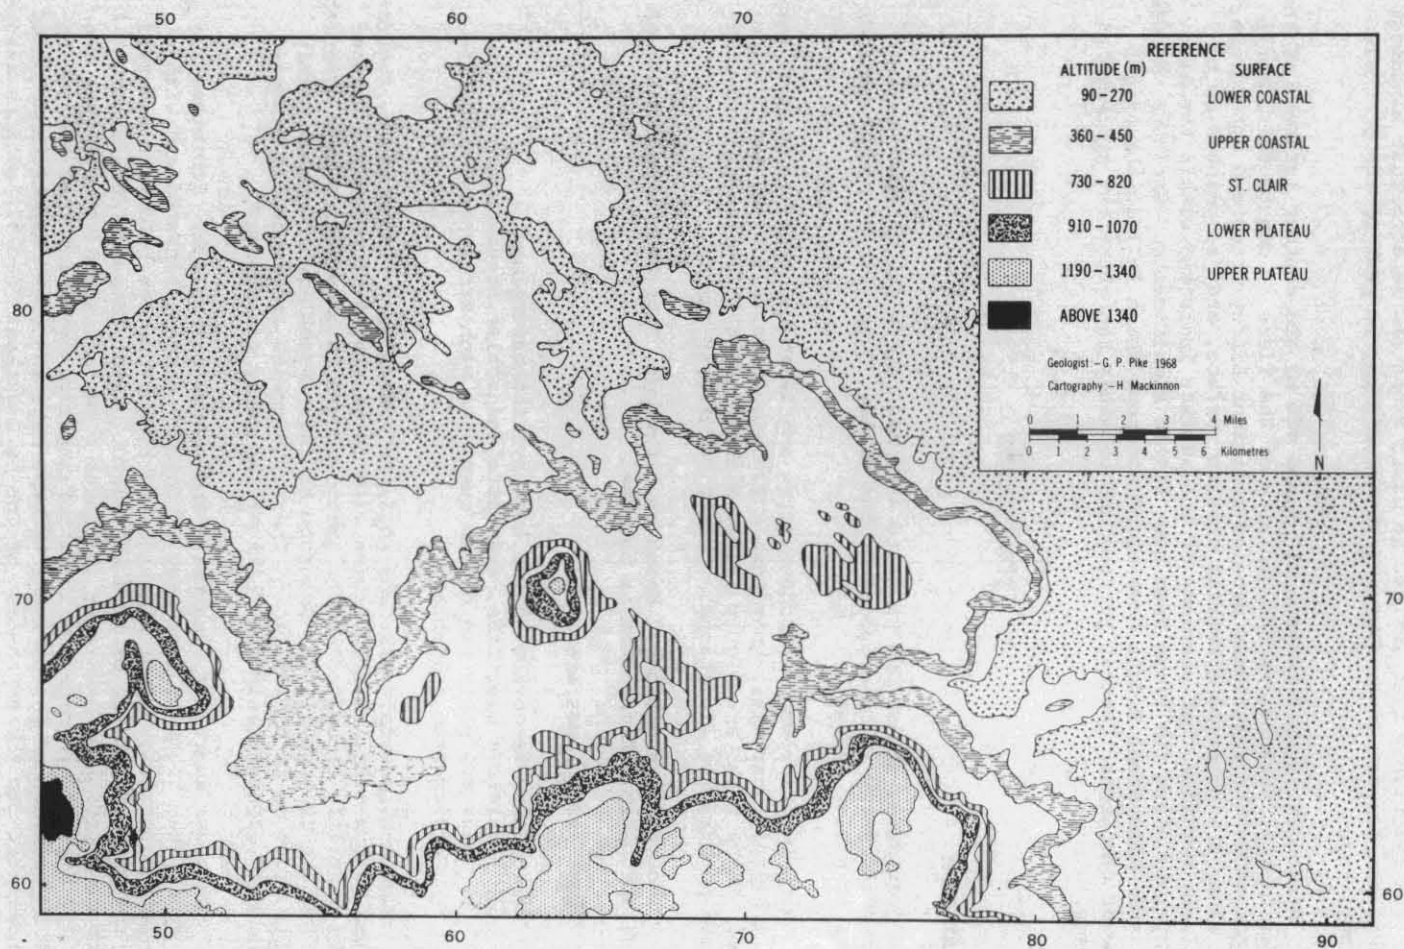 50 60 70
REFERENCE
ALTITUDE (m) SURFACE
90-270 LOWER COASTAL
360-450 UPPER COASTAL
730-820 ST. CLAIR
910-1070 LOWER PLATEAU
1190-1340 UPPER PLATEAU
ABOVE 1340
80
Geologist - G. P. Pike 1968
Cartography - H Mackinnon
0 1 2 3 4 Miles
0 1 2 3 4 5 6 Kilometres
N
70 70
60 60
50 60 70 80 90